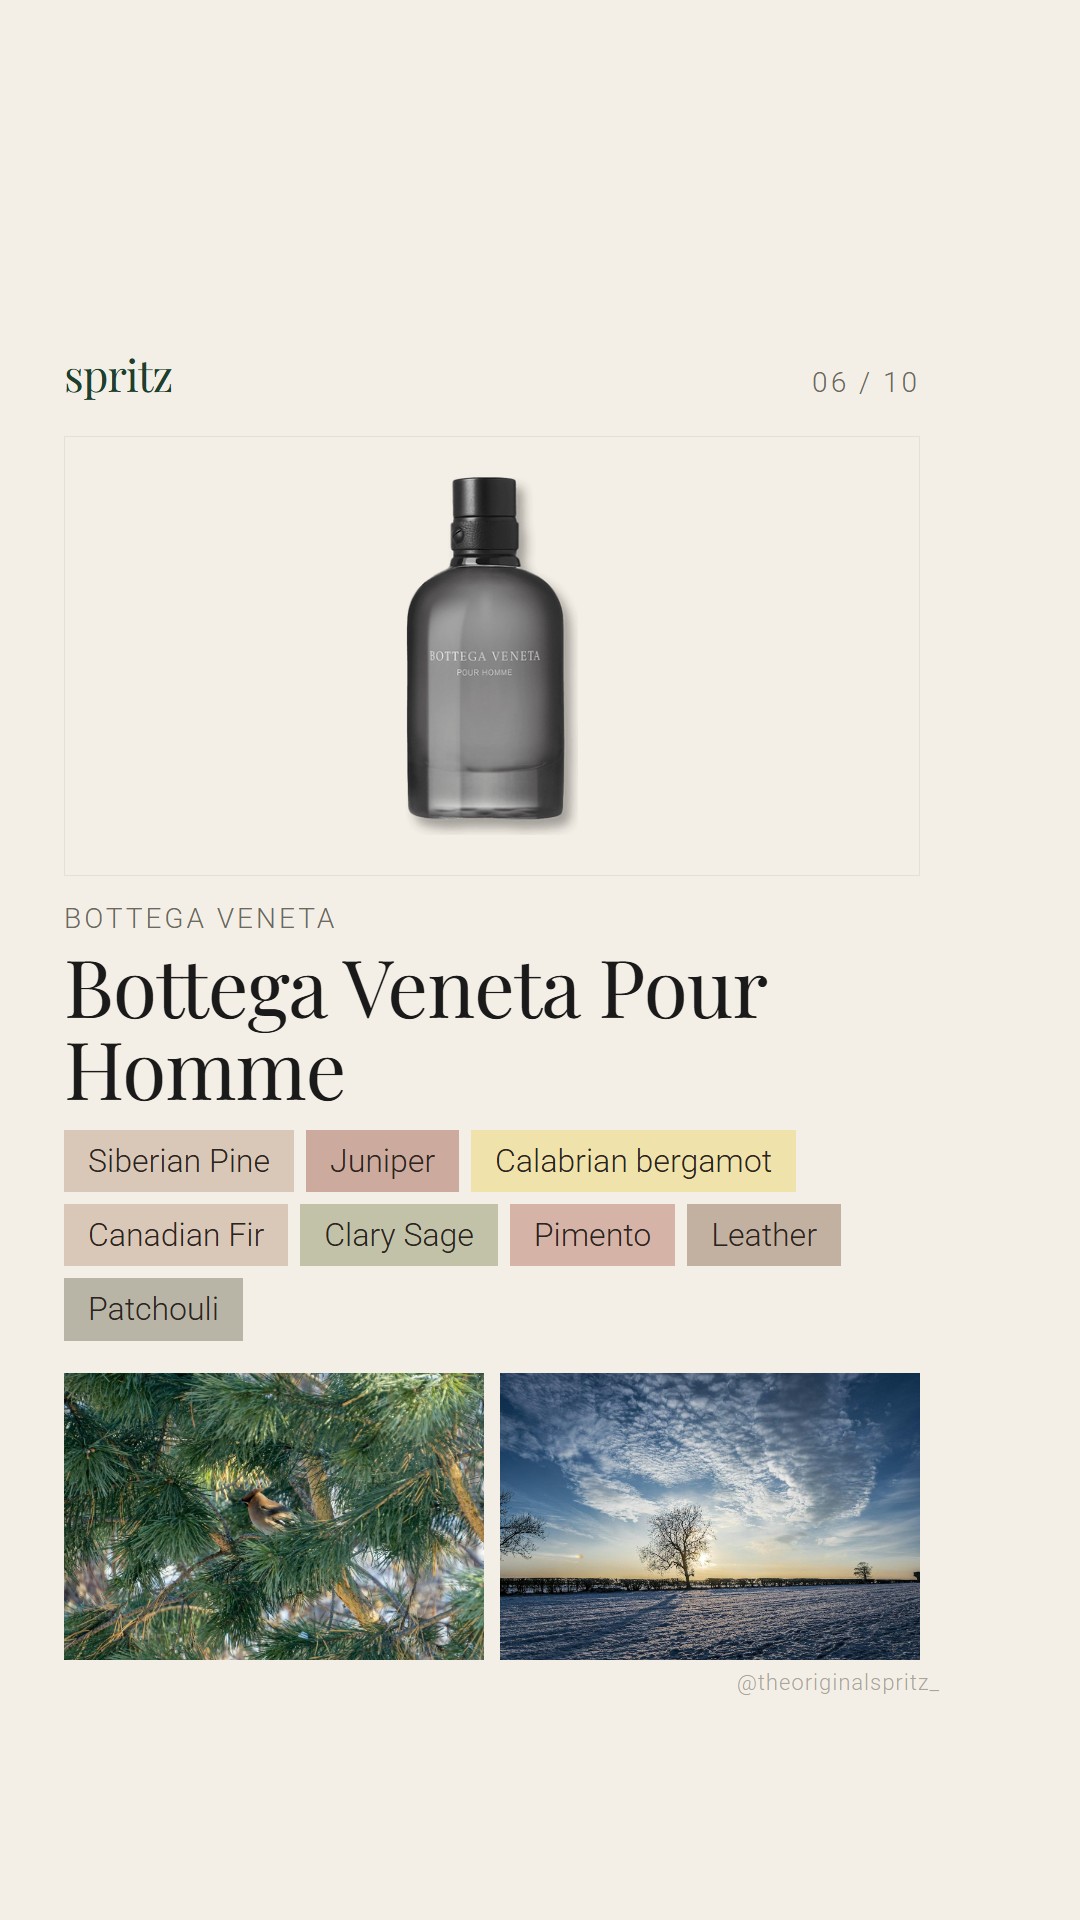 spritz
06 / 10
BOTTEGA VENETA
POUR HOMME
BOTTEGA VENETA
Bottega Veneta Pour
Homme
Siberian Pine Juniper Calabrian bergamot
Canadian Fir Clary Sage Pimento Leather
Patchouli
@theoriginalspritz_